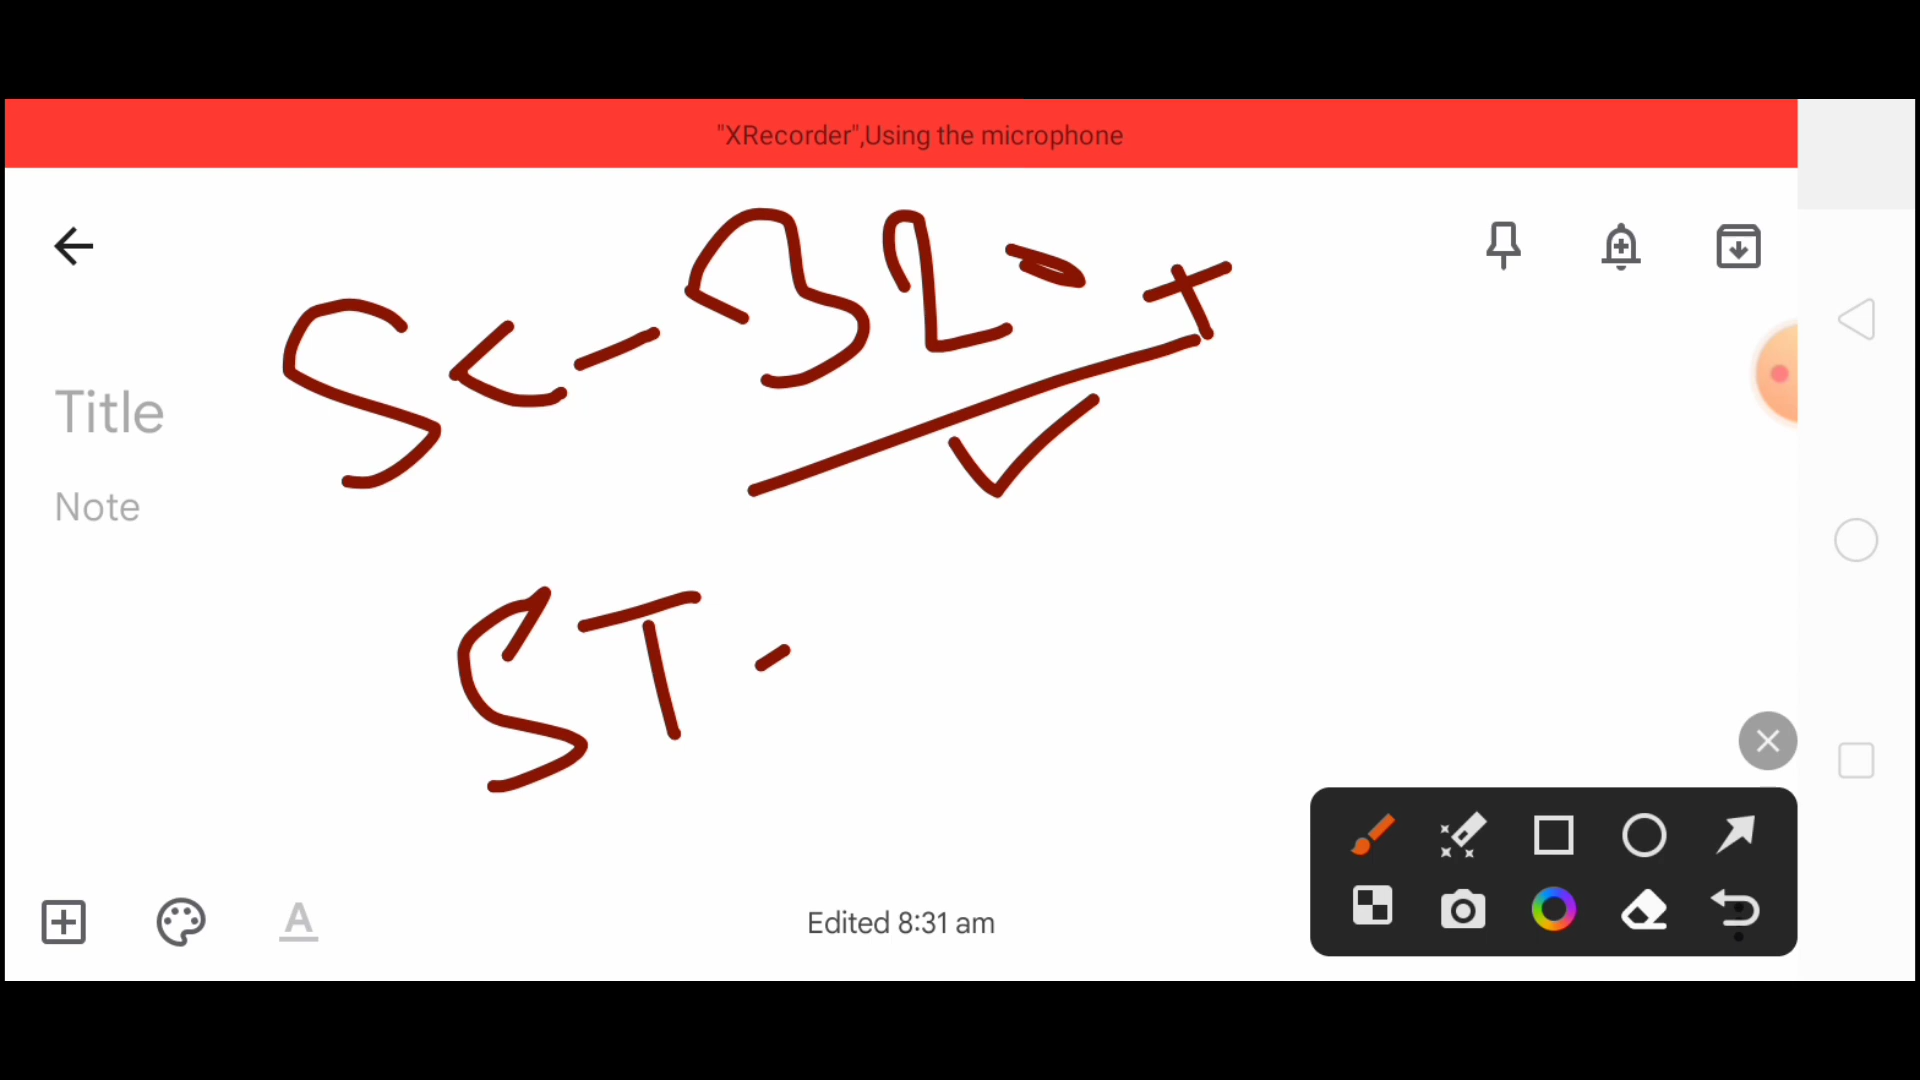 "XRecorder",Using the microphone
SC - 32 = +
Title
Note
ST -
Edited 8:31 am
A